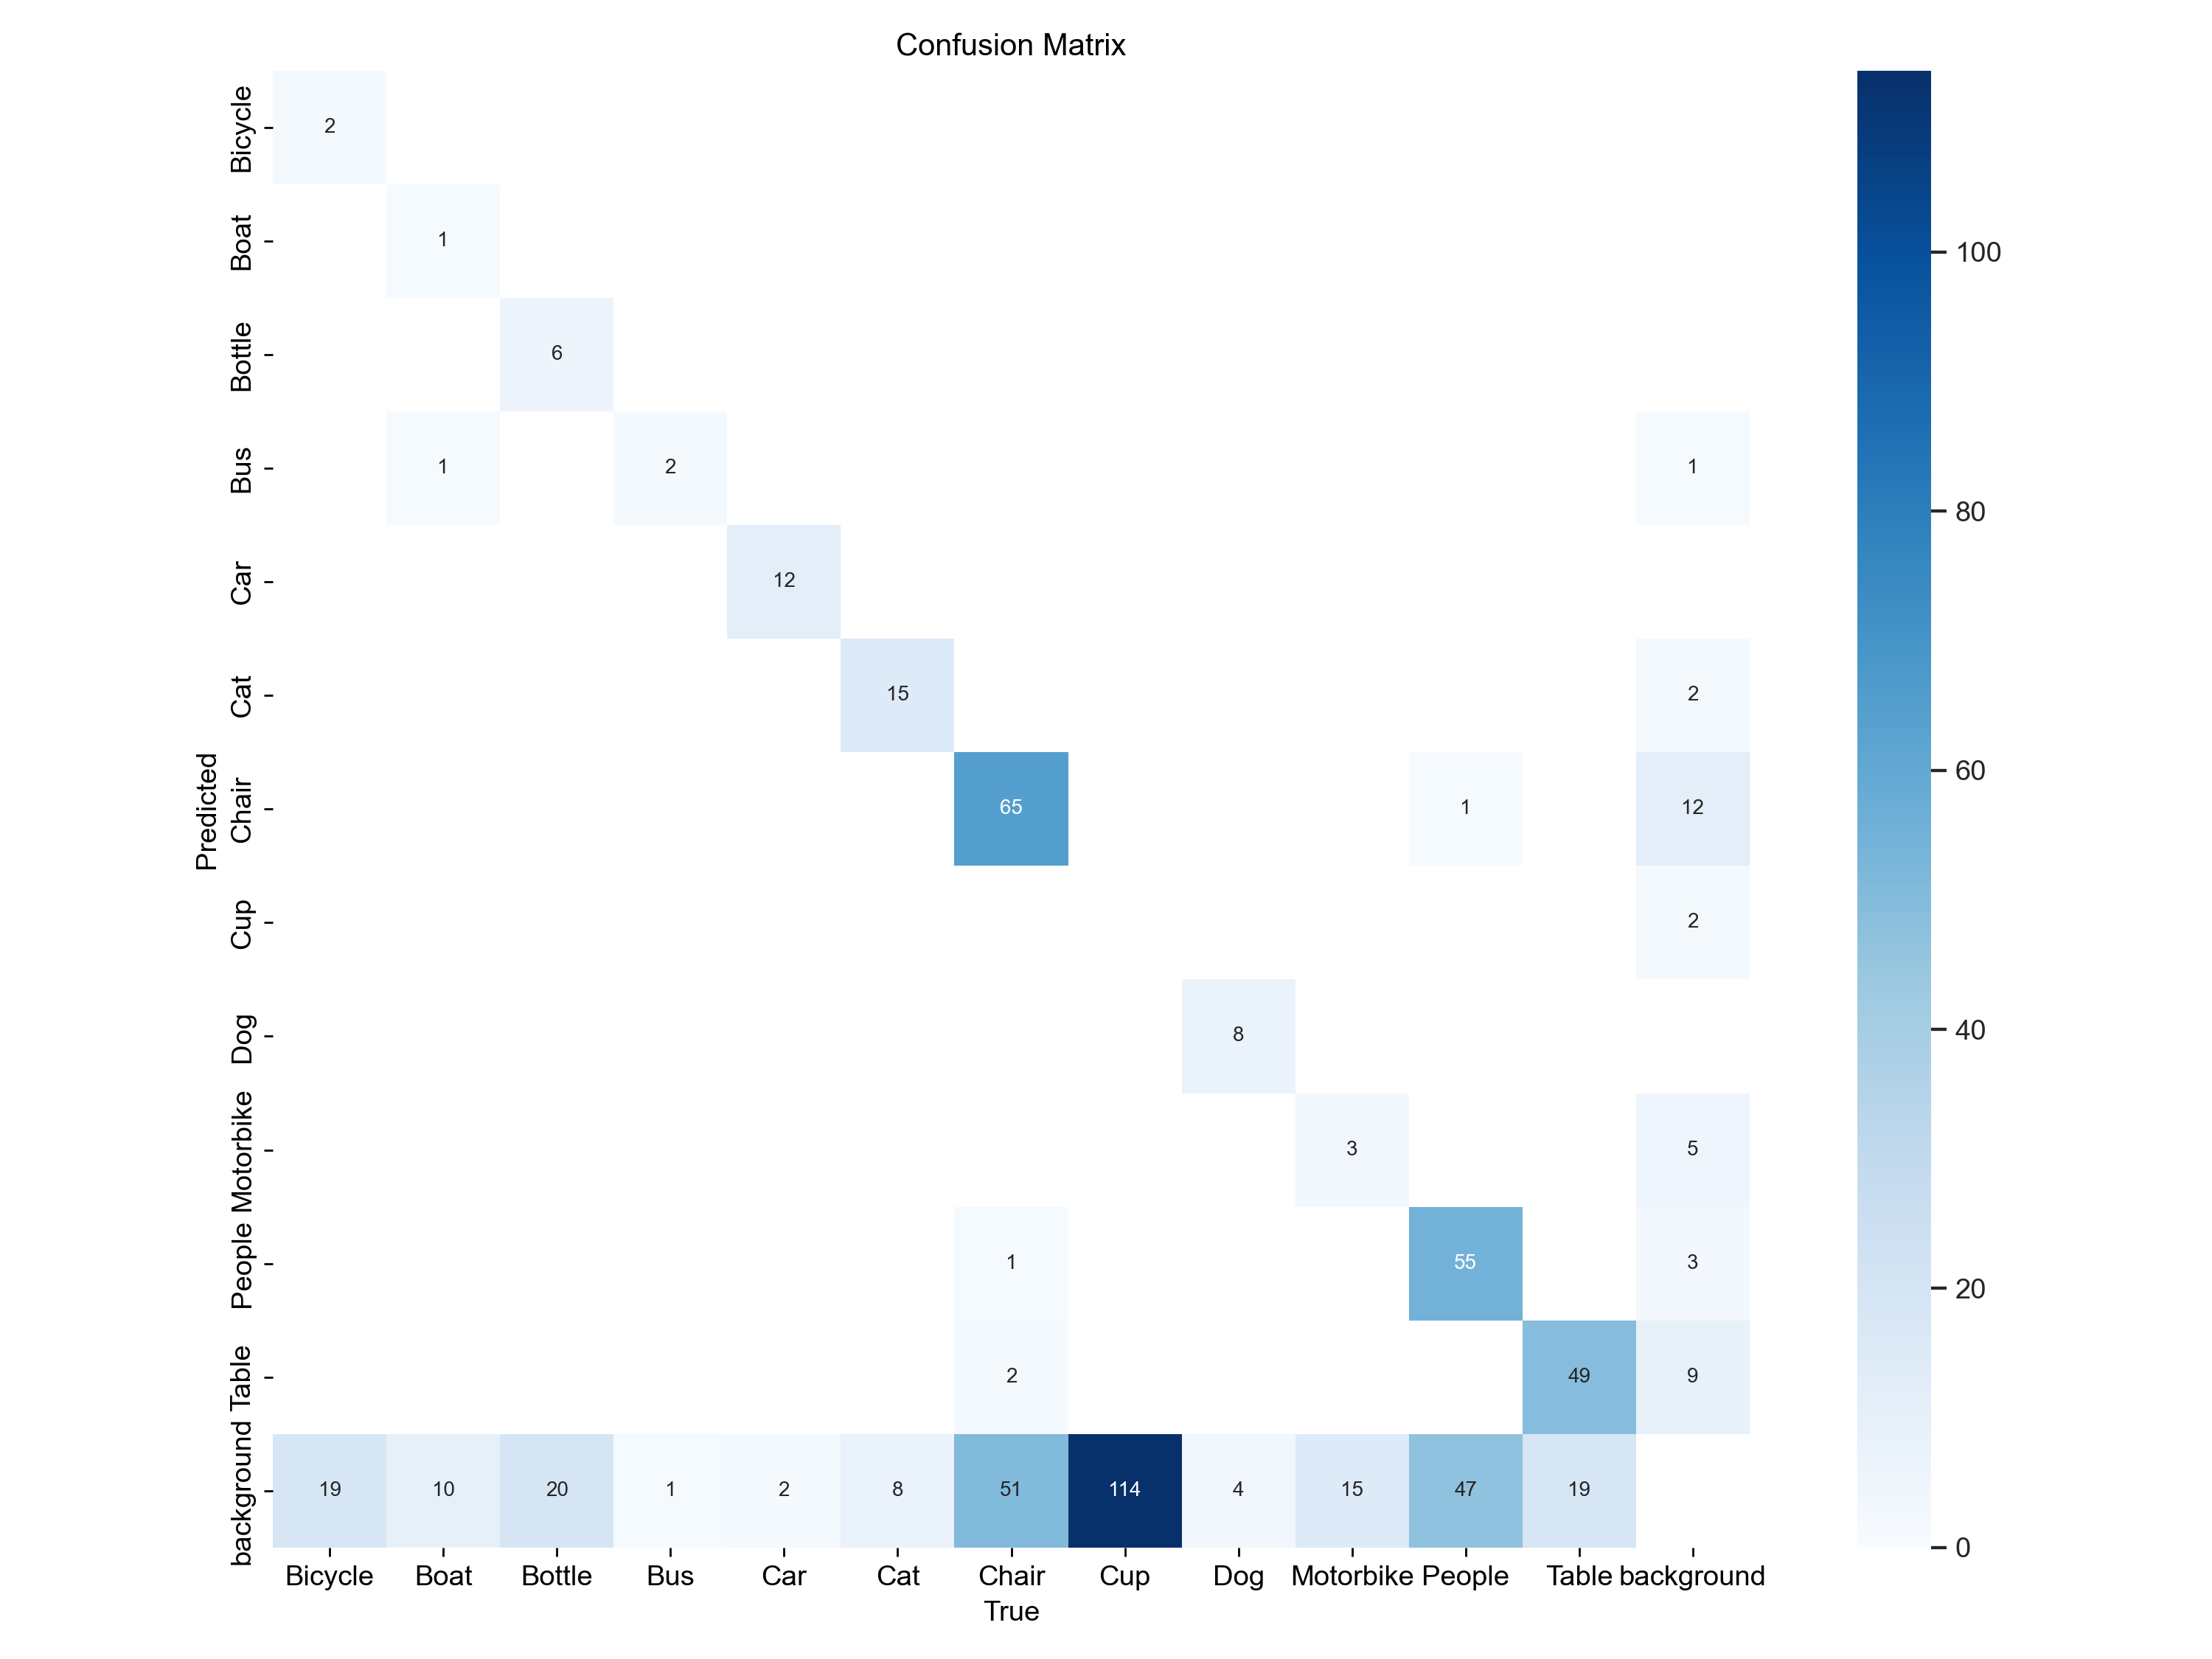 Confusion Matrix
Bicycle
2
Boat
1
Bottle
6
Bus
1 2 1
Car
12
Cat
15 2
Predicted
Chair
65 1 12
Cup
2
Dog
8
Motorbike
3 5
People
1 55 3
Table
2 49 9
background
19 10 20 1 2 8 51 114 4 15 47 19
Bicycle Boat Bottle Bus Car Cat Chair Cup Dog Motorbike People Table background
True
100
80
60
40
20
0